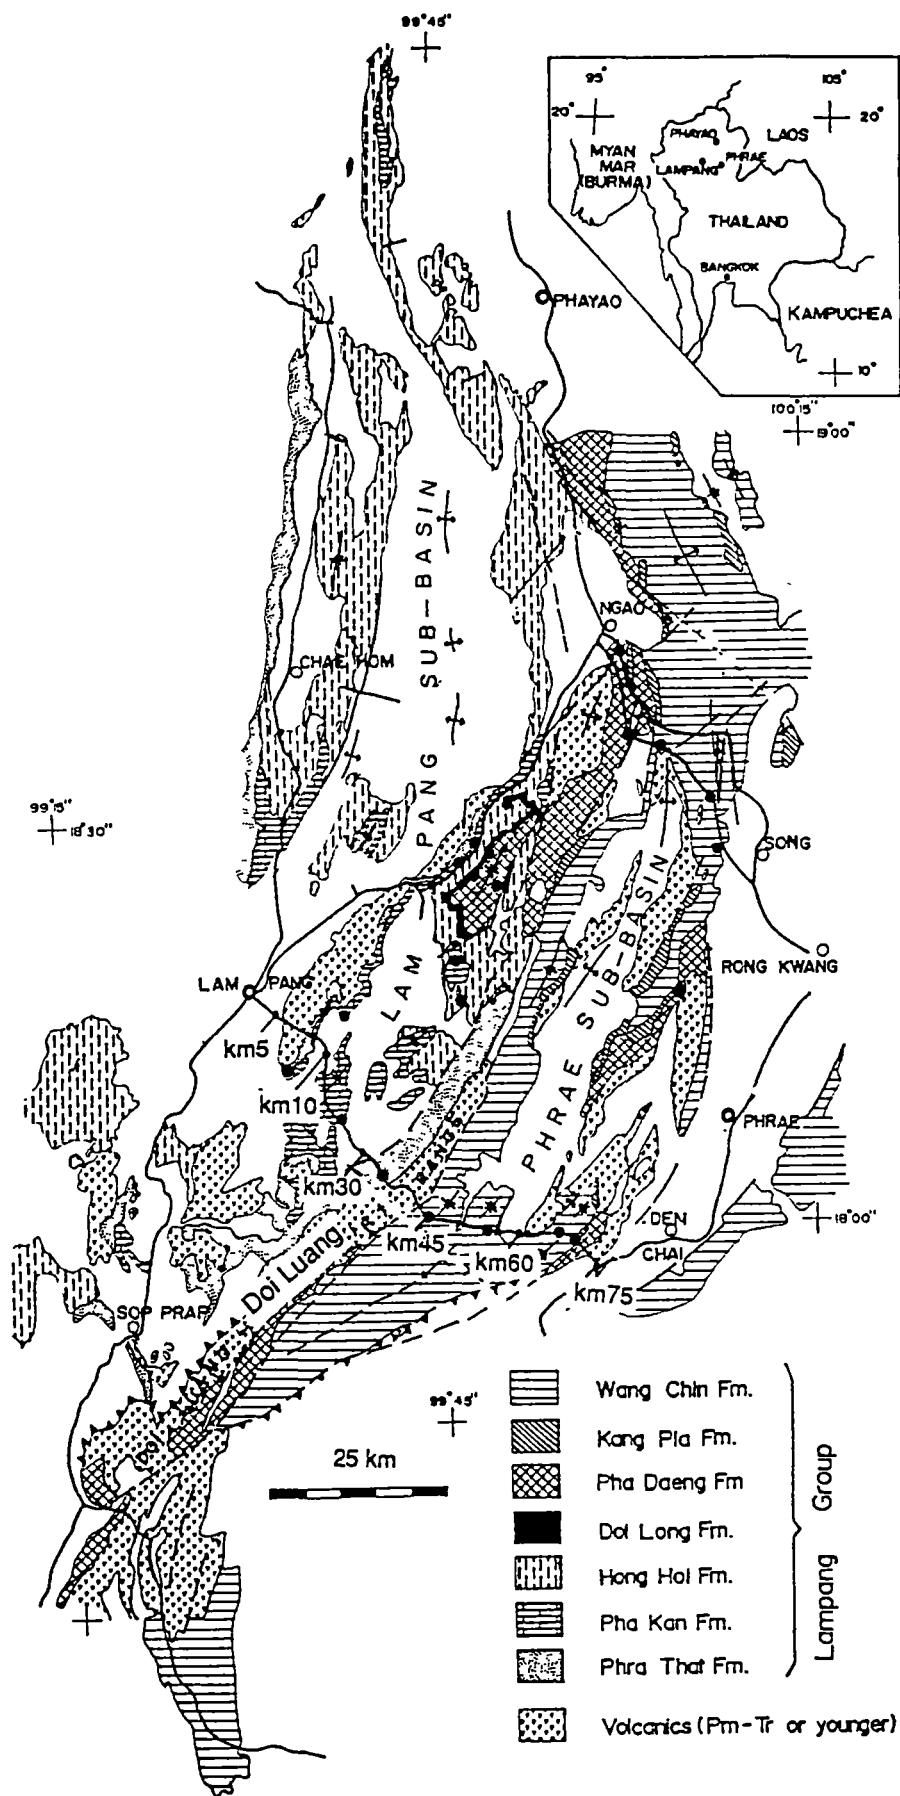 99°45"
95°
105°
20°
20°
PHAYAO
LAOS
MYAN
MAR
(BURMA)
LAMPANG
PHRAE
THAILAND
BANGKOK
KAMPUCHEA
10°
PHAYAO
100°15"
19°00"
NGAO
CHAE HOM
LAM PANG SUB-BASIN
99°15"
18°30"
SONG
PHRAE SUB-BASIN
RONG KWANG
LAM PANG
km5
km10
PHRAE
km30
RANGE
km45
DEN
CHAI
18°00"
km60
km75
Doi Luang
SOP PRAP
99°45"
25 km
Wang Chin Fm.
Kang Pla Fm.
Pha Daeng Fm
Doi Long Fm.
Hong Hoi Fm.
Pha Kan Fm.
Phra That Fm.
Lampang Group
Volcanics (Pm-Tr or younger)